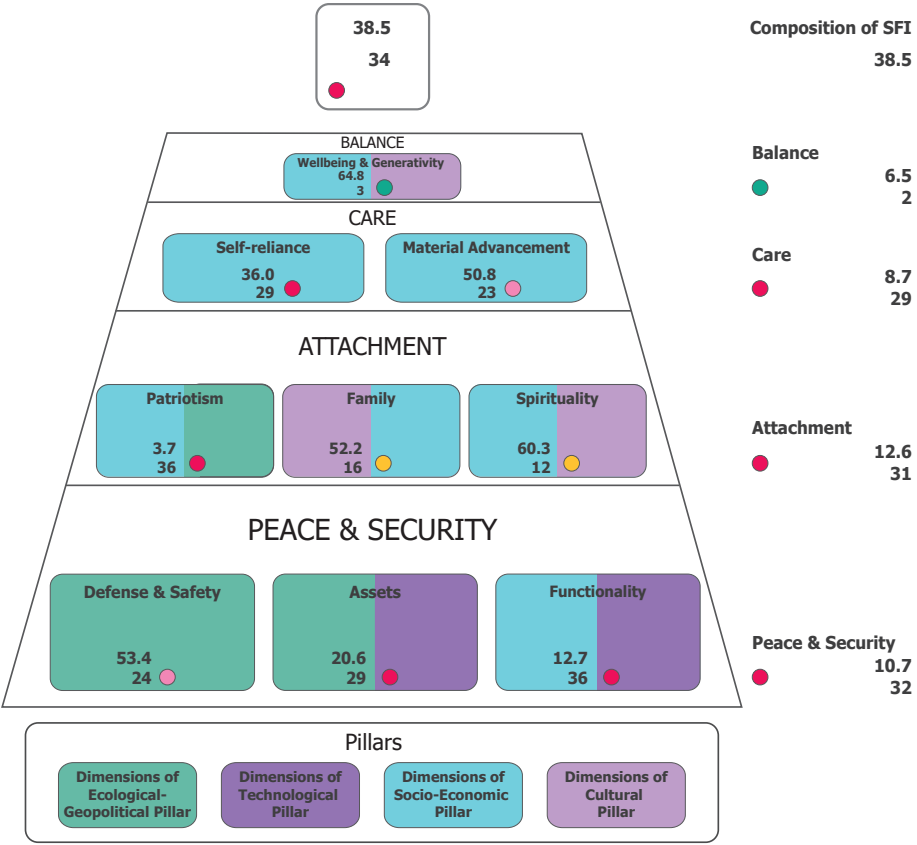 38.5
34
Composition of SFI
38.5
BALANCE
Wellbeing & Generativity
64.8
3
Balance
6.5
2
CARE
Self-reliance
36.0
29
Material Advancement
50.8
23
Care
8.7
29
ATTACHMENT
Patriotism
3.7
36
Family
52.2
16
Spirituality
60.3
12
Attachment
12.6
31
PEACE & SECURITY
Defense & Safety
53.4
24
Assets
20.6
29
Functionality
12.7
36
Peace & Security
10.7
32
Pillars
Dimensions of
Ecological-
Geopolitical Pillar
Dimensions of
Technological
Pillar
Dimensions of
Socio-Economic
Pillar
Dimensions of
Cultural
Pillar